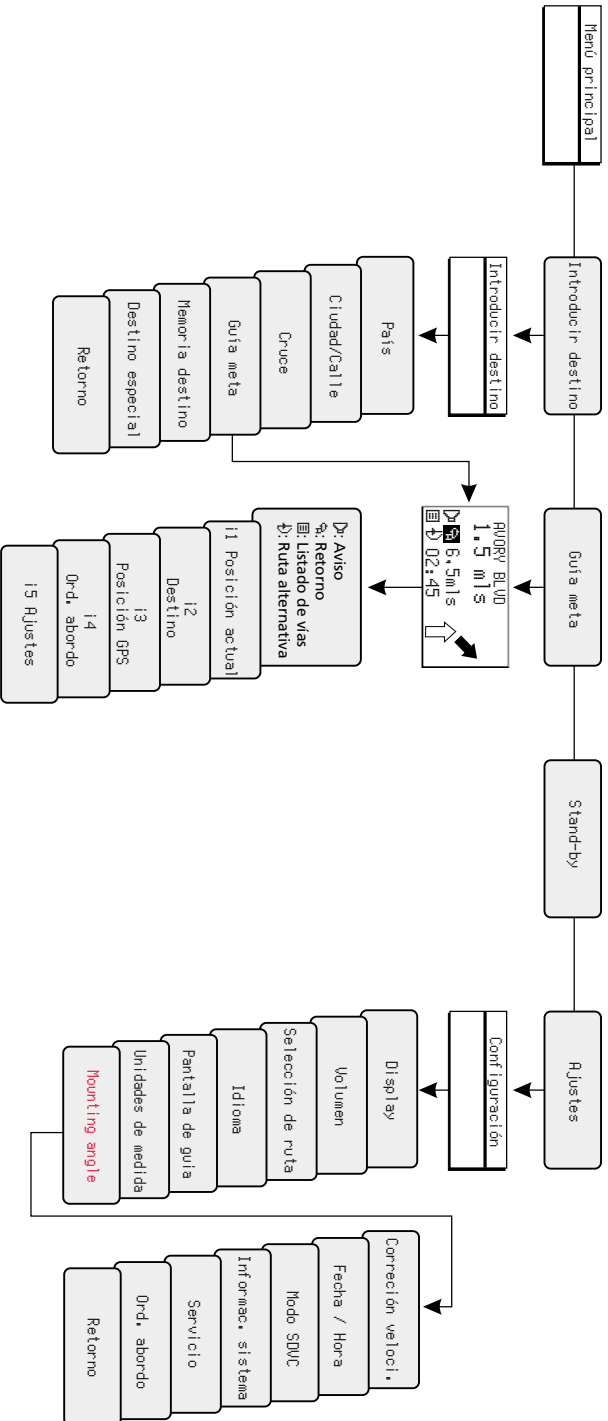 Menú principal
Introducir destino
Guía meta
Stand-by
Ajustes
Introducir destino
País
Ciudad/Calle
Cruce
Guía meta
Memoria destino
Destino especial
Retorno
AVORY BLVD
1.5 mls
6.5mls
02:45
: Aviso
: Retorno
: Listado de vías
: Ruta alternativa
i1 Posición actual
i2
Destino
i3
Posición GPS
i4
Ord. abordo
i5 Ajustes
Configuración
Display
Volumen
Selección de ruta
Idioma
Pantalla de guia
Unidades de medida
Mounting angle
Correción veloci.
Fecha / Hora
Modo SDVC
Informac. sistema
Servicio
Ord. abordo
Retorno